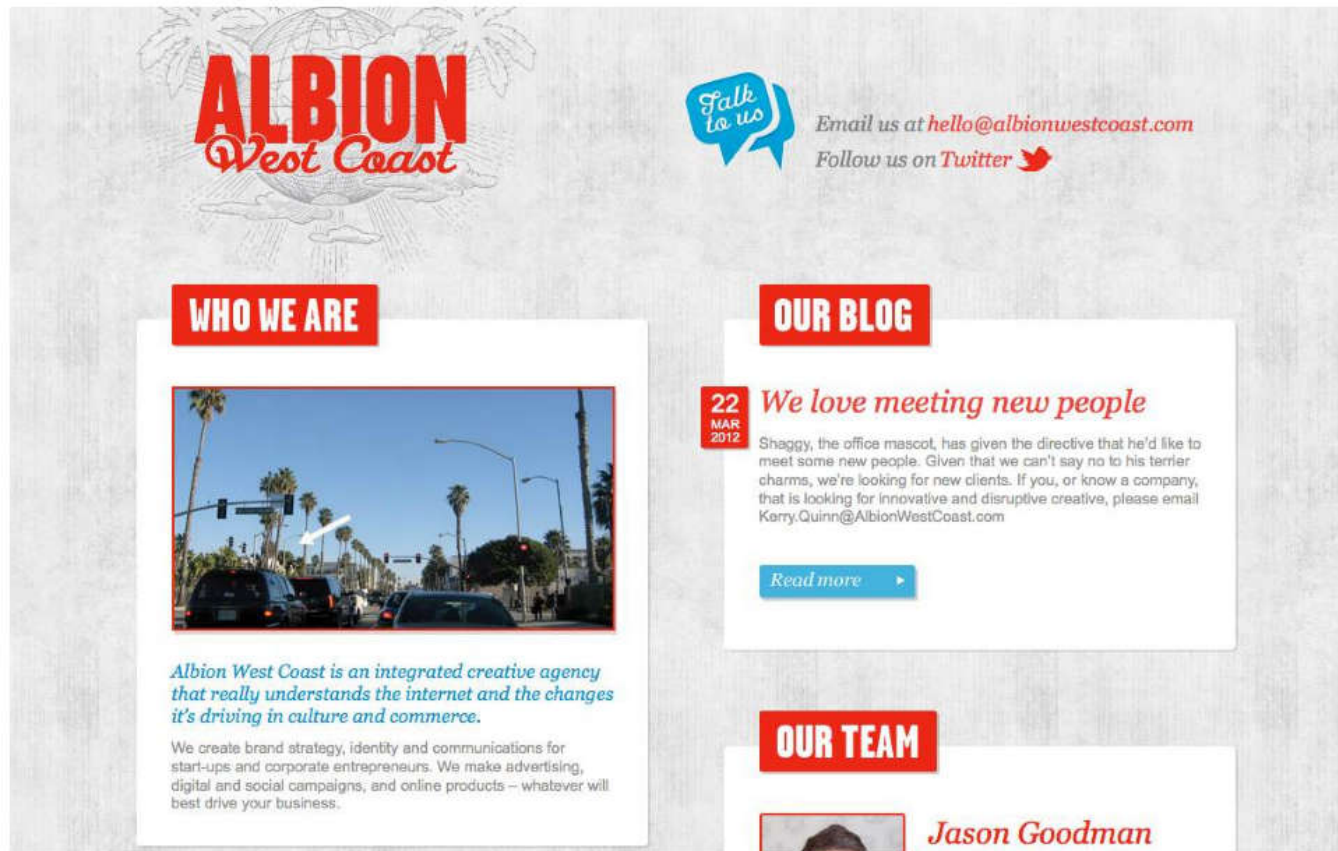 ALBION
West Coast
Talk
to us
Email us at hello@albionwestcoast.com
Follow us on Twitter
WHO WE ARE
Albion West Coast is an integrated creative agency
that really understands the internet and the changes
it's driving in culture and commerce.
We create brand strategy, identity and communications for
start-ups and corporate entrepreneurs. We make advertising,
digital and social campaigns, and online products – whatever will
best drive your business.
OUR BLOG
22
MAR
2012
We love meeting new people
Shaggy, the office mascot, has given the directive that he'd like to
meet some new people. Given that we can't say no to his terrier
charms, we're looking for new clients. If you, or know a company,
that is looking for innovative and disruptive creative, please email
Kerry.Quinn@AlbionWestCoast.com
Read more
OUR TEAM
Jason Goodman